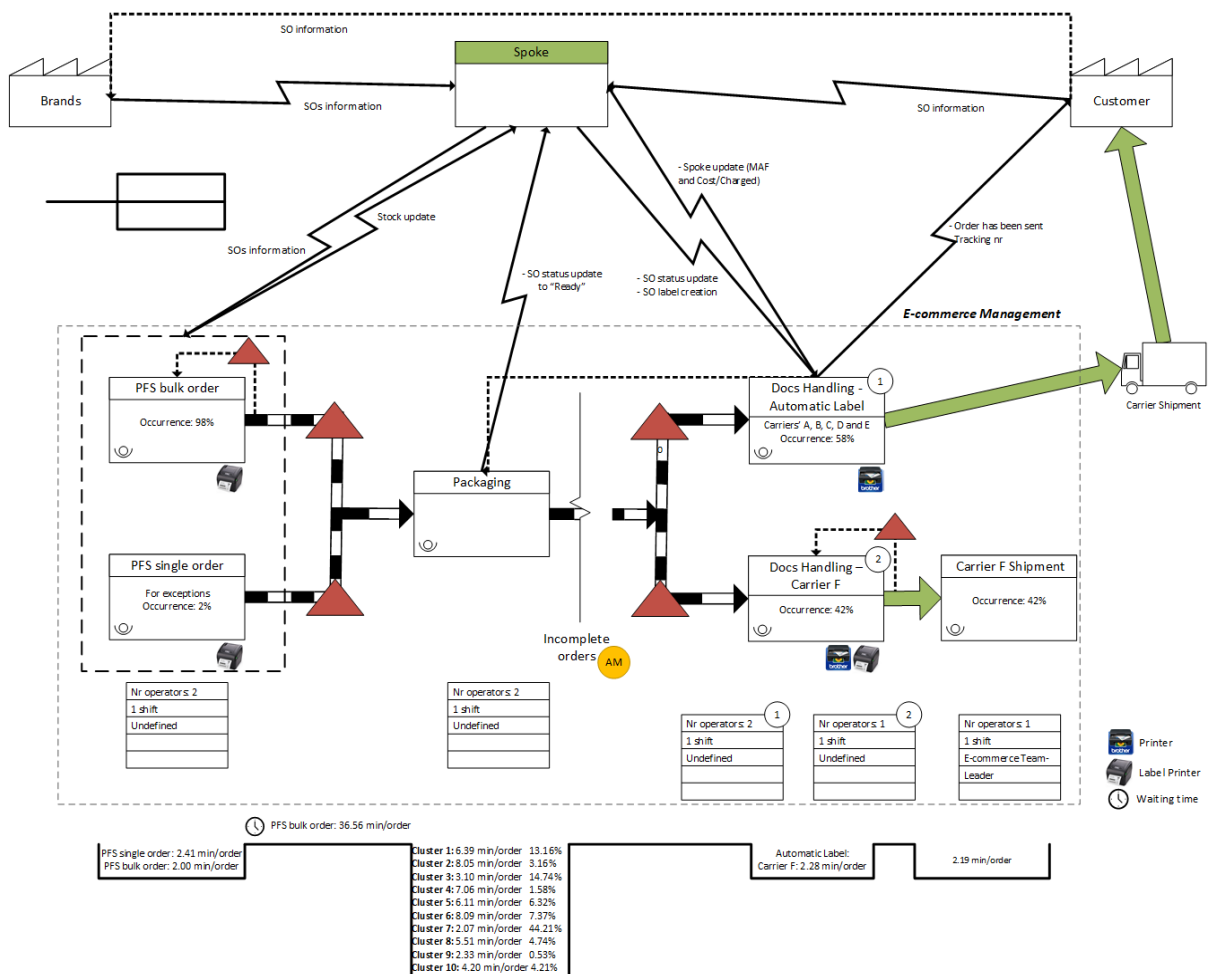 SO information
Spoke
Brands
SOs information
SO information
Customer
- Spoke update (MAF
and Cost/Charged)
Stock update
- Order has been sent
Tracking nr
SOs information
- SO status update
to “Ready”
- SO status update
- SO label creation
E-commerce Management
PFS bulk order
Occurrence: 98%
Docs Handling -
Automatic Label
1
Carriers’ A, B, C, D and E
Occurrence: 58%
Carrier Shipment
0
brother
Packaging
PFS single order
For exceptions
Occurrence: 2%
Docs Handling –
Carrier F
2
Occurrence: 42%
Carrier F Shipment
Occurrence: 42%
Incomplete
orders
AM
brother
Nr operators: 2
1 shift
Undefined
Nr operators: 2
1 shift
Undefined
Nr operators: 2
1
1 shift
Undefined
Nr operators: 1
2
1 shift
Undefined
Nr operators: 1
1 shift
E-commerce Team-
Leader
brother
Printer
Label Printer
Waiting time
PFS bulk order: 36.56 min/order
PFS single order: 2.41 min/order
PFS bulk order: 2.00 min/order
Cluster 1: 6.39 min/order 13.16%
Cluster 2: 8.05 min/order 3.16%
Cluster 3: 3.10 min/order 14.74%
Cluster 4: 7.06 min/order 1.58%
Cluster 5: 6.11 min/order 6.32%
Cluster 6: 8.09 min/order 7.37%
Cluster 7: 2.07 min/order 44.21%
Cluster 8: 5.51 min/order 4.74%
Cluster 9: 2.33 min/order 0.53%
Cluster 10: 4.20 min/order 4.21%
Automatic Label:
Carrier F: 2.28 min/order
2.19 min/order